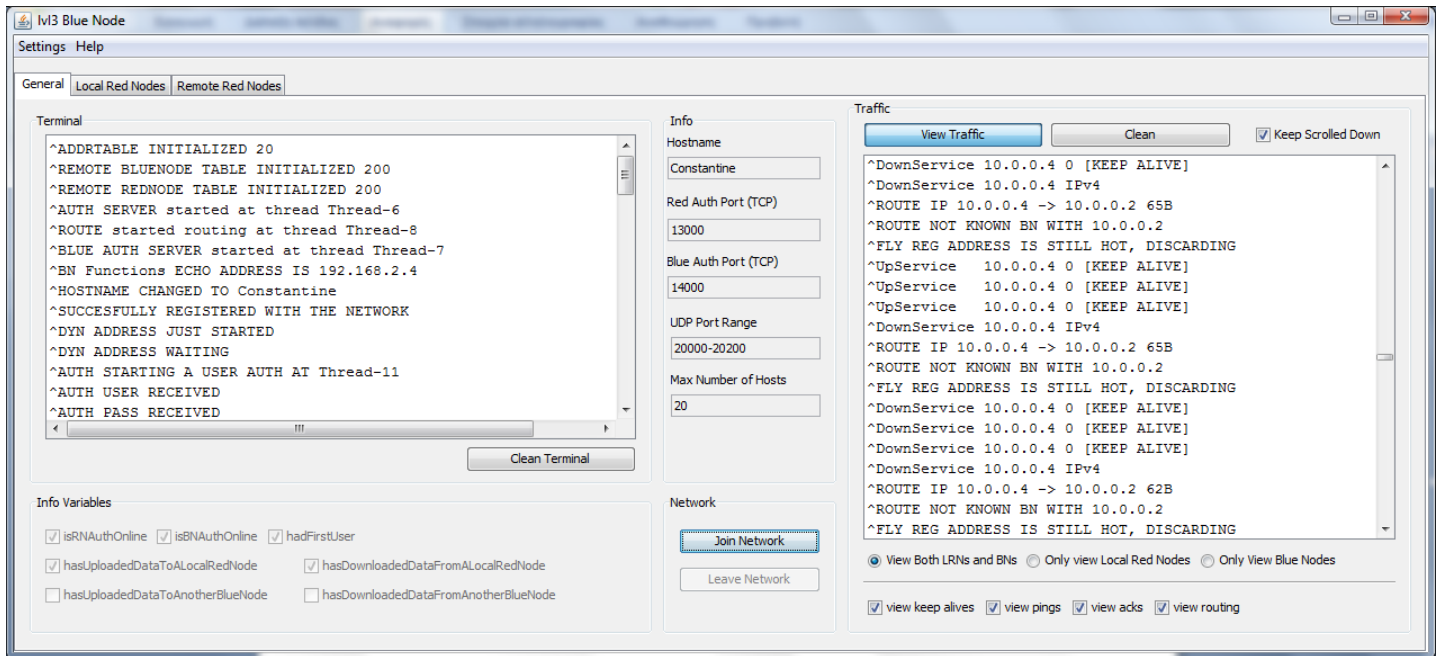 lvl3 Blue Node
Settings Help
General Local Red Nodes Remote Red Nodes
Terminal
^ADDRTABLE INITIALIZED 20
^REMOTE BLUENODE TABLE INITIALIZED 200
^REMOTE REDNODE TABLE INITIALIZED 200
^AUTH SERVER started at thread Thread-6
^ROUTE started routing at thread Thread-8
^BLUE AUTH SERVER started at thread Thread-7
^BN Functions ECHO ADDRESS IS 192.168.2.4
^HOSTNAME CHANGED TO Constantine
^SUCCESFULLY REGISTERED WITH THE NETWORK
^DYN ADDRESS JUST STARTED
^DYN ADDRESS WAITING
^AUTH STARTING A USER AUTH AT Thread-11
^AUTH USER RECEIVED
^AUTH PASS RECEIVED
Clean Terminal
Info
Hostname
Constantine
Red Auth Port (TCP)
13000
Blue Auth Port (TCP)
14000
UDP Port Range
20000-20200
Max Number of Hosts
20
Traffic
View Traffic Clean Keep Scrolled Down
^DownService 10.0.0.4 0 [KEEP ALIVE]
^DownService 10.0.0.4 IPv4
^ROUTE IP 10.0.0.4 -> 10.0.0.2 65B
^ROUTE NOT KNOWN BN WITH 10.0.0.2
^FLY REG ADDRESS IS STILL HOT, DISCARDING
^UpService   10.0.0.4 0 [KEEP ALIVE]
^UpService   10.0.0.4 0 [KEEP ALIVE]
^UpService   10.0.0.4 0 [KEEP ALIVE]
^DownService 10.0.0.4 IPv4
^ROUTE IP 10.0.0.4 -> 10.0.0.2 65B
^ROUTE NOT KNOWN BN WITH 10.0.0.2
^FLY REG ADDRESS IS STILL HOT, DISCARDING
^DownService 10.0.0.4 0 [KEEP ALIVE]
^DownService 10.0.0.4 0 [KEEP ALIVE]
^DownService 10.0.0.4 0 [KEEP ALIVE]
^DownService 10.0.0.4 IPv4
^ROUTE IP 10.0.0.4 -> 10.0.0.2 62B
^ROUTE NOT KNOWN BN WITH 10.0.0.2
^FLY REG ADDRESS IS STILL HOT, DISCARDING
View Both LRNs and BNs Only view Local Red Nodes Only View Blue Nodes
view keep alives view pings view acks view routing
Info Variables
isRNAuthOnline isBNAuthOnline hadFirstUser
hasUploadedDataToALocalRedNode hasDownloadedDataFromALocalRedNode
hasUploadedDataToAnotherBlueNode hasDownloadedDataFromAnotherBlueNode
Network
Join Network
Leave Network